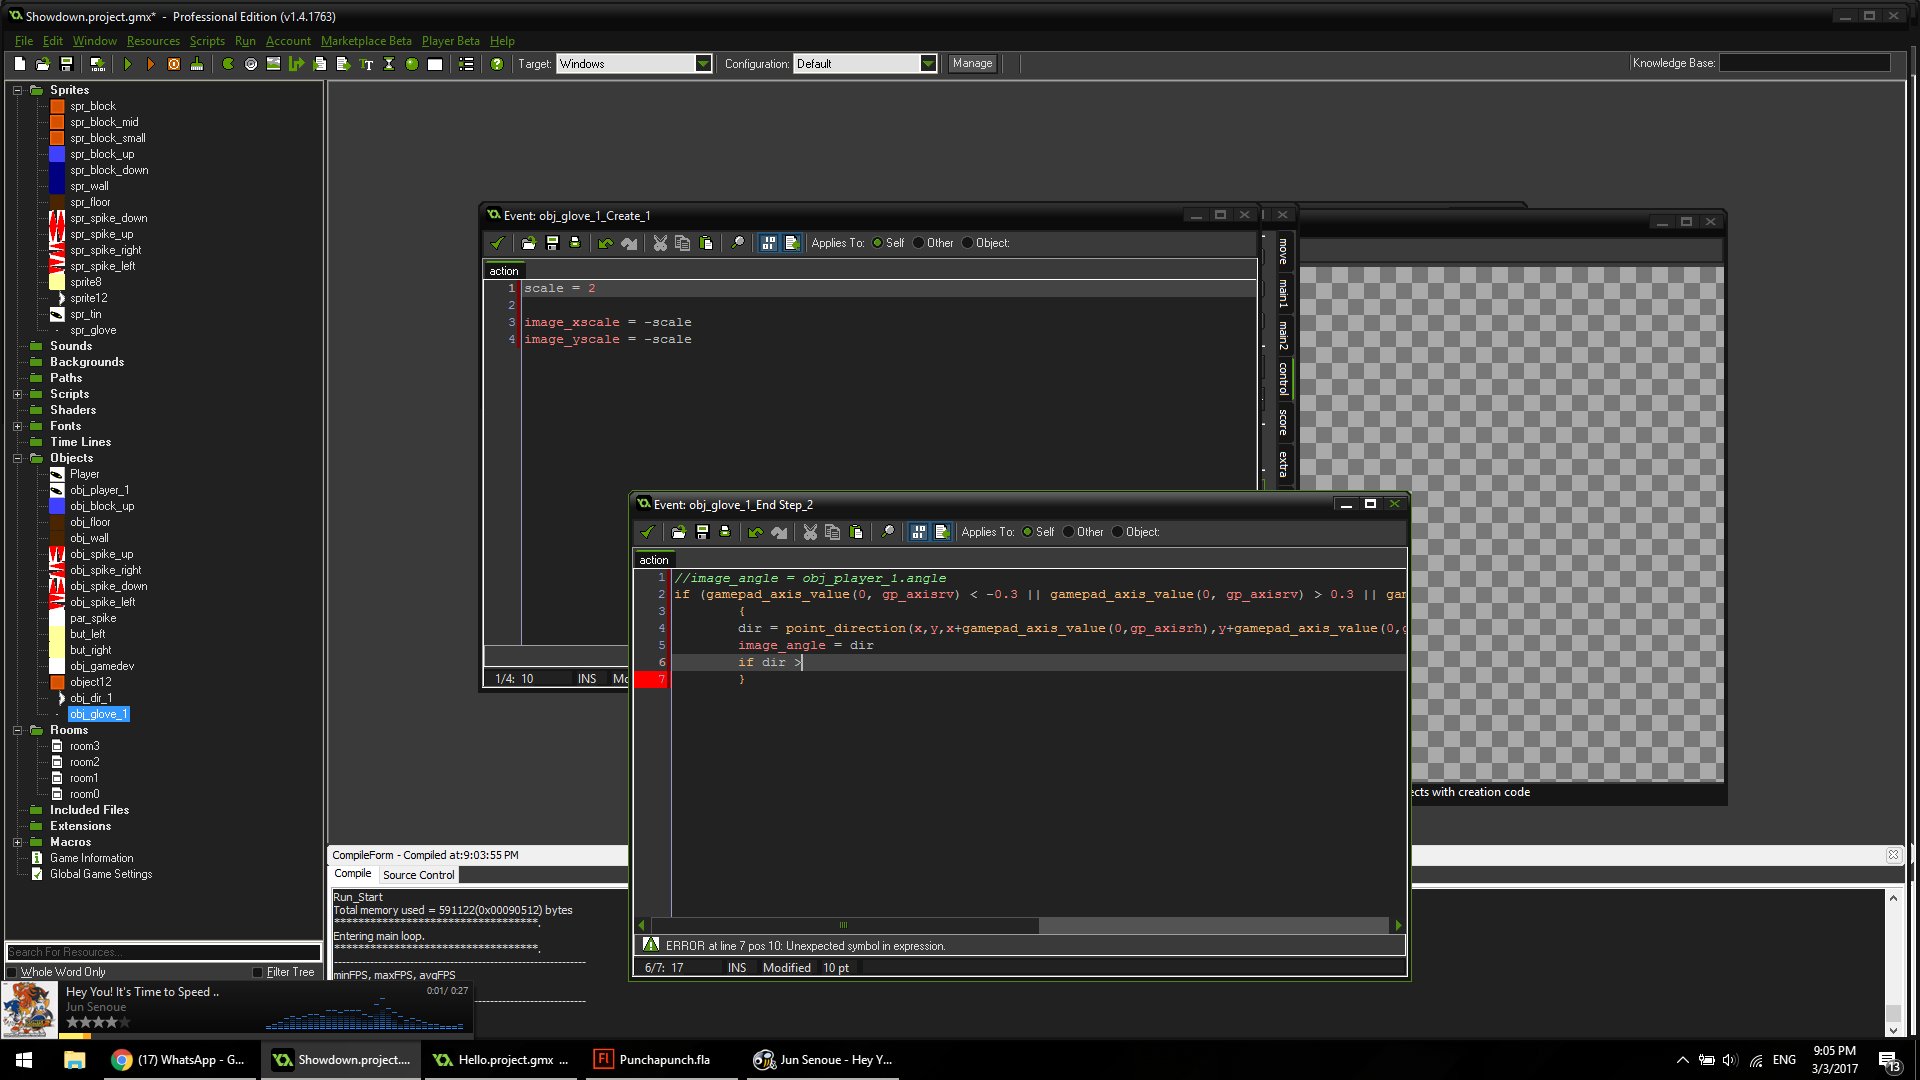 Showdown.project.gmx* - Professional Edition (v1.4.1763)
File Edit Window Resources Scripts Run Account Marketplace Beta Player Beta Help
Target: Windows Configuration: Default Manage Knowledge Base:
Sprites
spr_block
spr_block_mid
spr_block_small
spr_block_up
spr_block_down
spr_wall
spr_floor
spr_spike_down
spr_spike_up
spr_spike_right
spr_spike_left
sprite8
sprite12
spr_tin
spr_glove
Sounds
Backgrounds
Paths
Scripts
Shaders
Fonts
Time Lines
Objects
Player
obj_player_1
obj_block_up
obj_floor
obj_wall
obj_spike_up
obj_spike_right
obj_spike_down
obj_spike_left
par_spike
but_left
but_right
obj_gamedev
object12
obj_dir_1
obj_glove_1
Rooms
room3
room2
room1
room0
Included Files
Extensions
Macros
Game Information
Global Game Settings
Search For Resources...
Whole Word Only Filter Tree
Event: obj_glove_1_Create_1
Applies To: Self Other Object:
action
1 scale = 2
2
3 image_xscale = -scale
4 image_yscale = -scale
1/4: 10 INS Mo
move
main1
main2
control
score
extra
Event: obj_glove_1_End Step_2
Applies To: Self Other Object:
action
1 //image_angle = obj_player_1.angle
2 if (gamepad_axis_value(0, gp_axisrv) < -0.3 || gamepad_axis_value(0, gp_axisrv) > 0.3 || gam
3 {
4 dir = point_direction(x,y,x+gamepad_axis_value(0,gp_axisrh),y+gamepad_axis_value(0,g
5 image_angle = dir
6 if dir >
7 }
ERROR at line 7 pos 10: Unexpected symbol in expression.
6/7: 17 INS Modified 10 pt
ects with creation code
CompileForm - Compiled at:9:03:55 PM
Compile Source Control
Run_Start
Total memory used = 591122(0x00090512) bytes
**********************************.
Entering main loop.
**********************************.
minFPS, maxFPS, avgFPS
Hey You! It's Time to Speed .. 0:01/ 0:27
Jun Senoue
(17) WhatsApp - G... Showdown.project.... Hello.project.gmx ... Punchapunch.fla Jun Senoue - Hey Y...
ENG
9:05 PM
3/3/2017
13